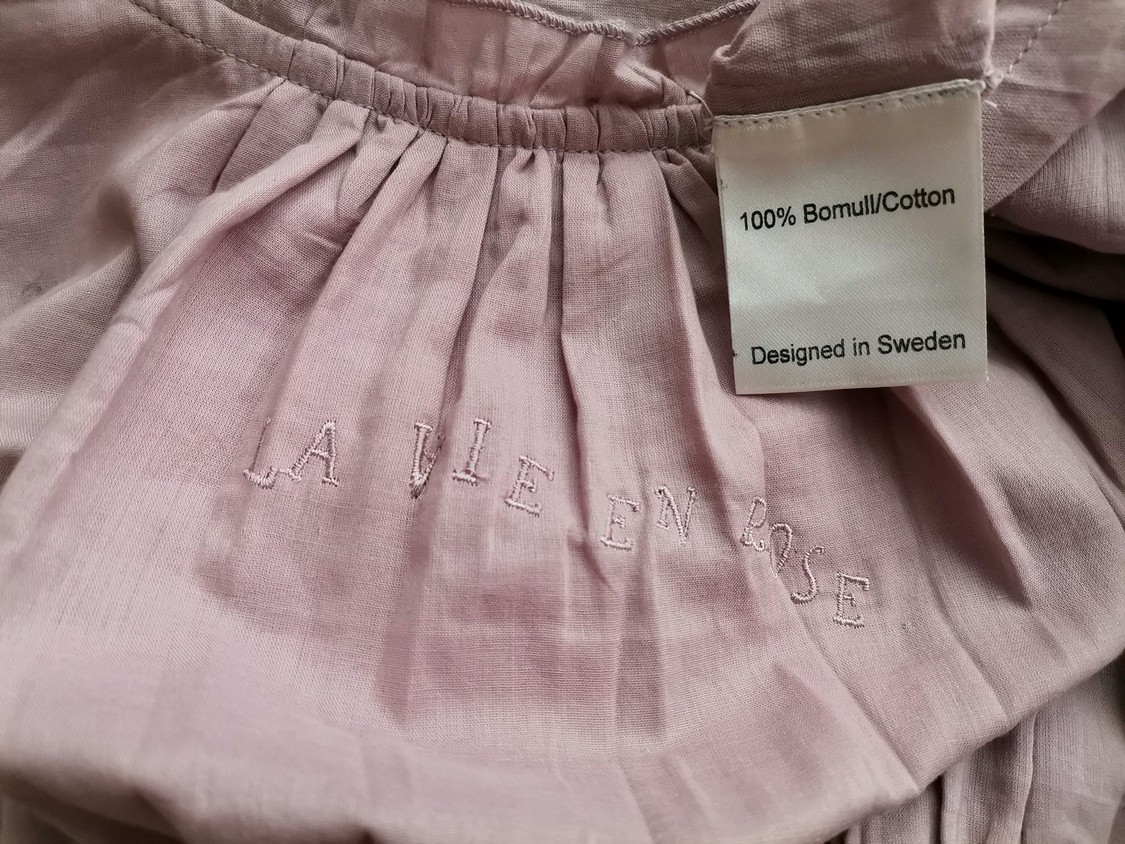 100% Bomull/Cotton
Designed in Sweden
LA VIE EN ROSE